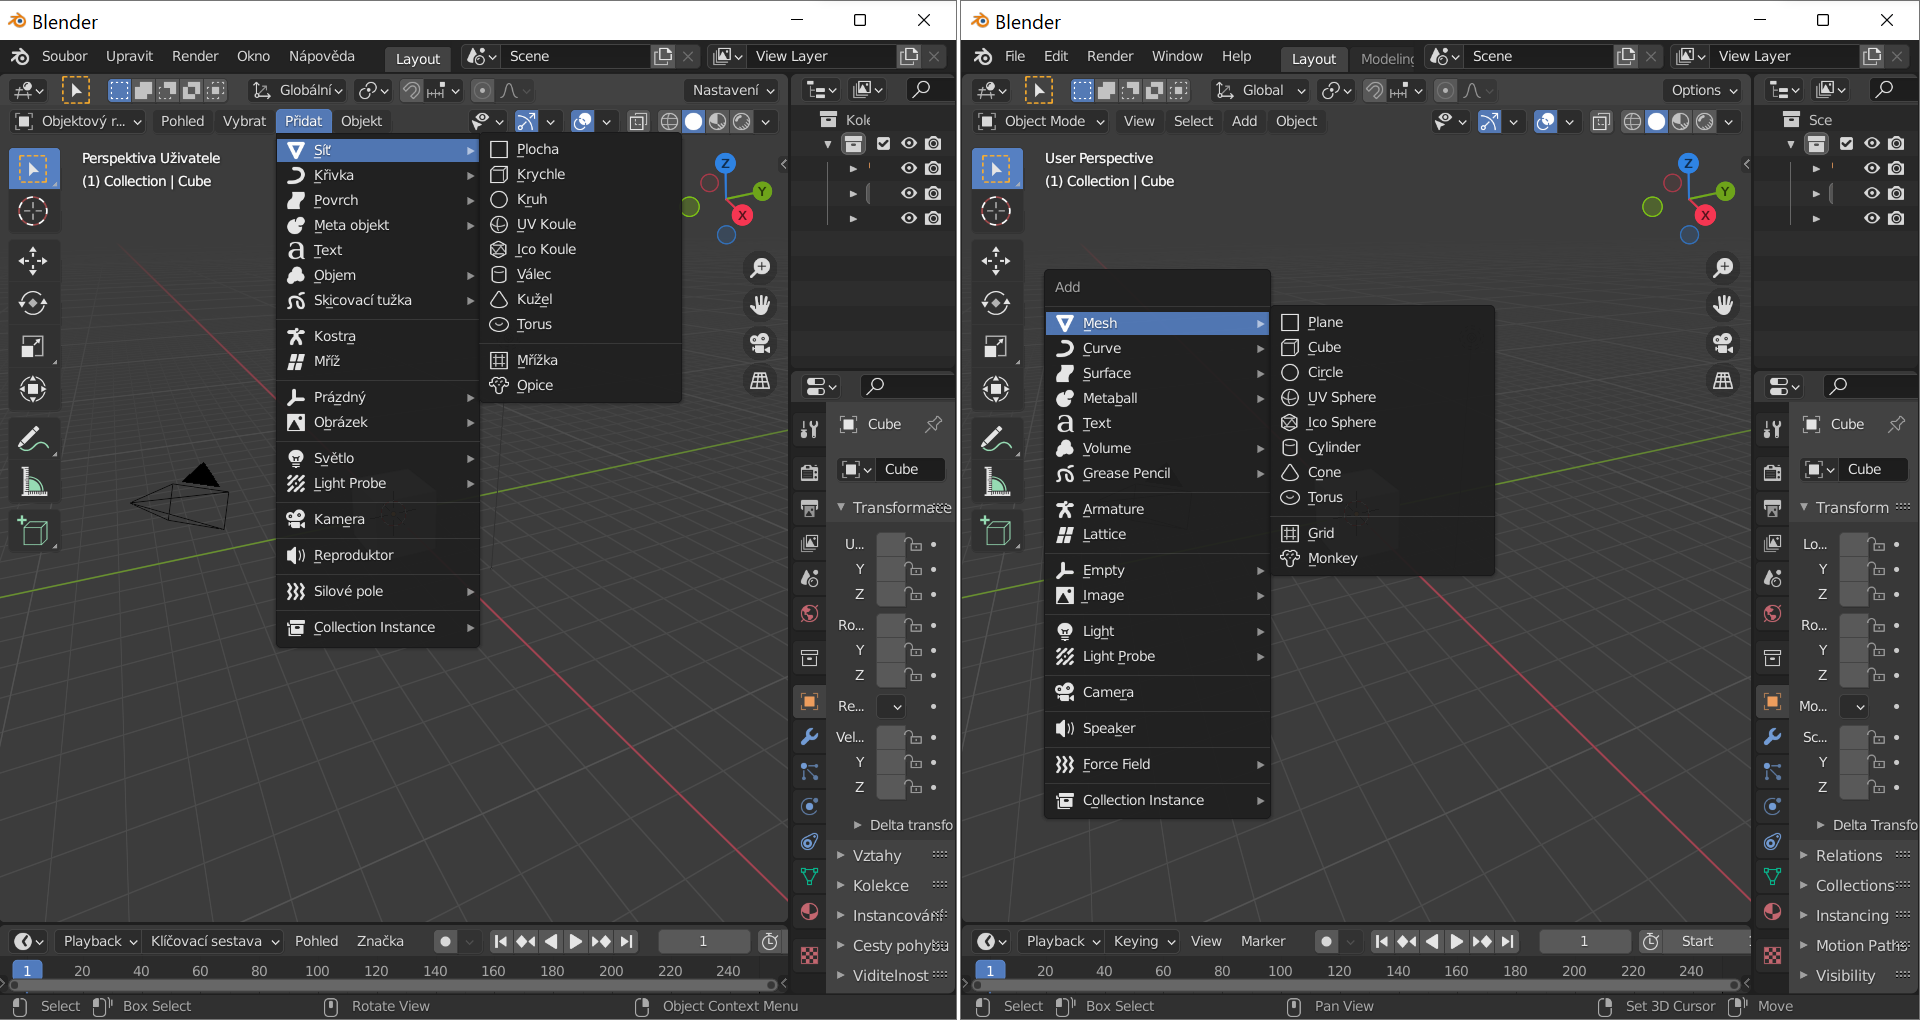 Blender
Soubor Upravit Render Okno Nápověda Layout Scene View Layer
Globální Nastavení
Objektový r... Pohled Vybrat Přidat Objekt
Perspektiva Uživatele
(1) Collection | Cube
Síť
Křivka
Povrch
Meta objekt
Text
Objem
Skicovací tužka
Kostra
Mříž
Prázdný
Obrázek
Světlo
Light Probe
Kamera
Reproduktor
Silové pole
Collection Instance
Plocha
Krychle
Kruh
UV Koule
Ico Koule
Válec
Kužel
Torus
Mřížka
Opice
Z
Y
X
Kole
Cube
Cube
Transformace
U...
Y
Z
Ro...
Y
Z
Re...
Vel...
Y
Z
Delta transfo
Vztahy
Kolekce
Instancování
Cesty pohybu
Viditelnost
Playback Klíčovací sestava Pohled Značka 1
1 20 40 60 80 100 120 140 160 180 200 220 240
Select Box Select Rotate View Object Context Menu
Blender
File Edit Render Window Help Layout Modeling Scene View Layer
Global Options
Object Mode View Select Add Object
User Perspective
(1) Collection | Cube
Add
Mesh
Curve
Surface
Metaball
Text
Volume
Grease Pencil
Armature
Lattice
Empty
Image
Light
Light Probe
Camera
Speaker
Force Field
Collection Instance
Plane
Cube
Circle
UV Sphere
Ico Sphere
Cylinder
Cone
Torus
Grid
Monkey
Z
Y
X
Sce
Cube
Cube
Transform
Lo...
Y
Z
Ro...
Y
Z
Mo...
Sc...
Y
Z
Delta Transfo
Relations
Collections
Instancing
Motion Paths
Visibility
Playback Keying View Marker 1 Start
1 20 40 60 80 100 120 140 160 180 200 220 240
Select Box Select Pan View Set 3D Cursor Move